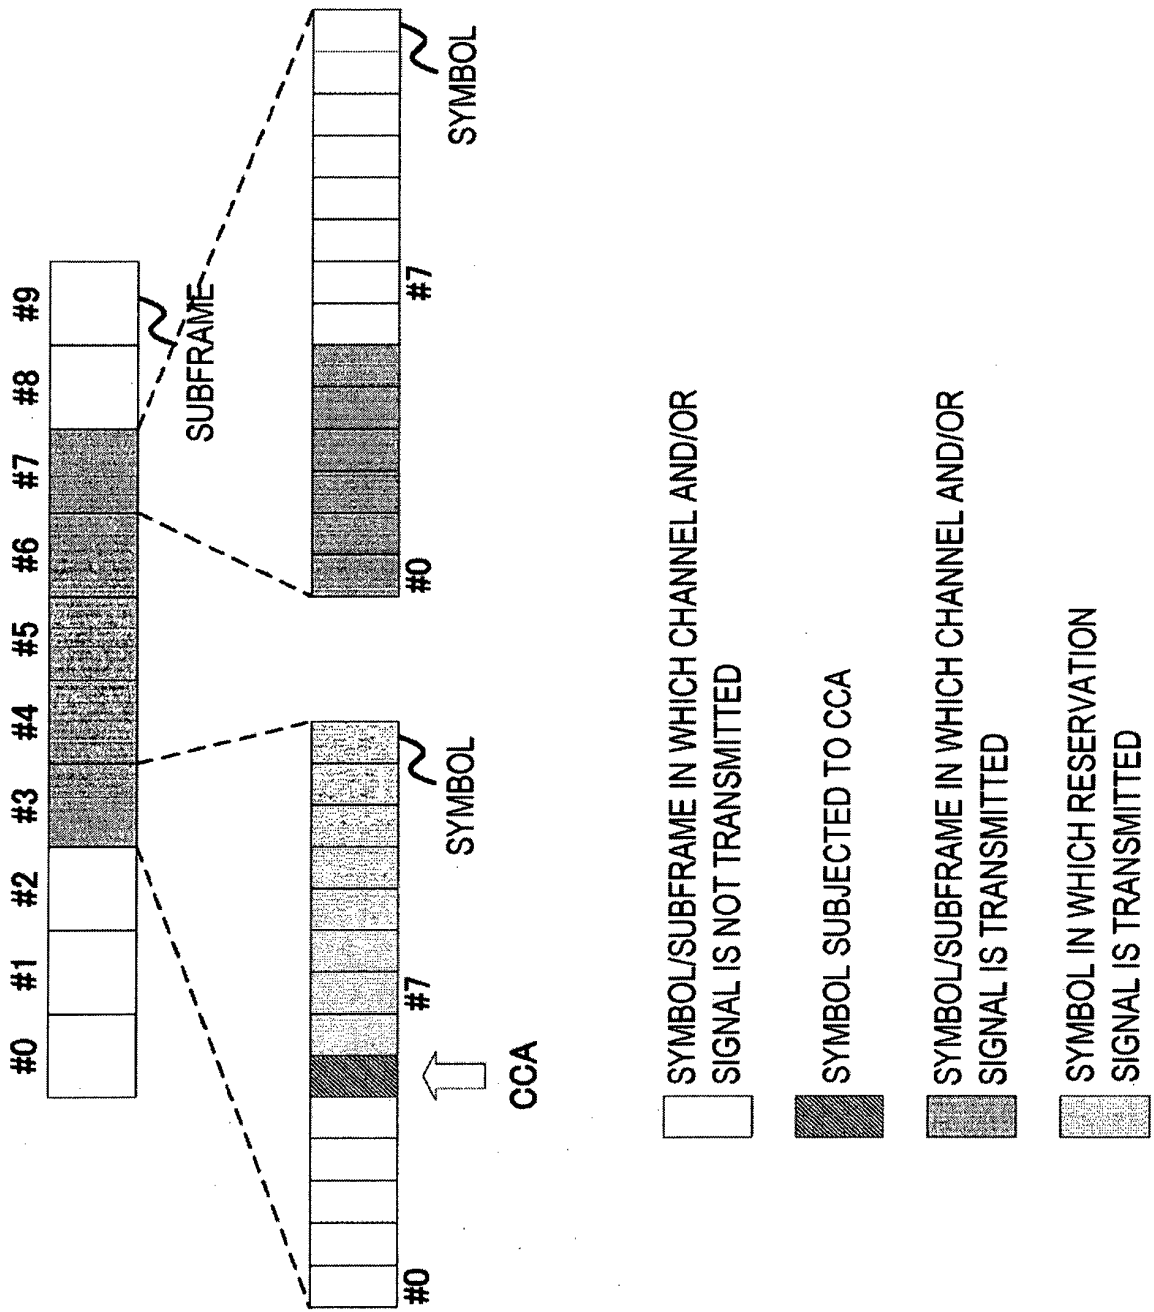 #0 #1 #2 #3 #4 #5 #6 #7 #8 #9
SUBFRAME
#0 #7
SYMBOL
CCA
#0 #7
SYMBOL
SYMBOL/SUBFRAME IN WHICH CHANNEL AND/OR
SIGNAL IS NOT TRANSMITTED
SYMBOL SUBJECTED TO CCA
SYMBOL/SUBFRAME IN WHICH CHANNEL AND/OR
SIGNAL IS TRANSMITTED
SYMBOL IN WHICH RESERVATION
SIGNAL IS TRANSMITTED